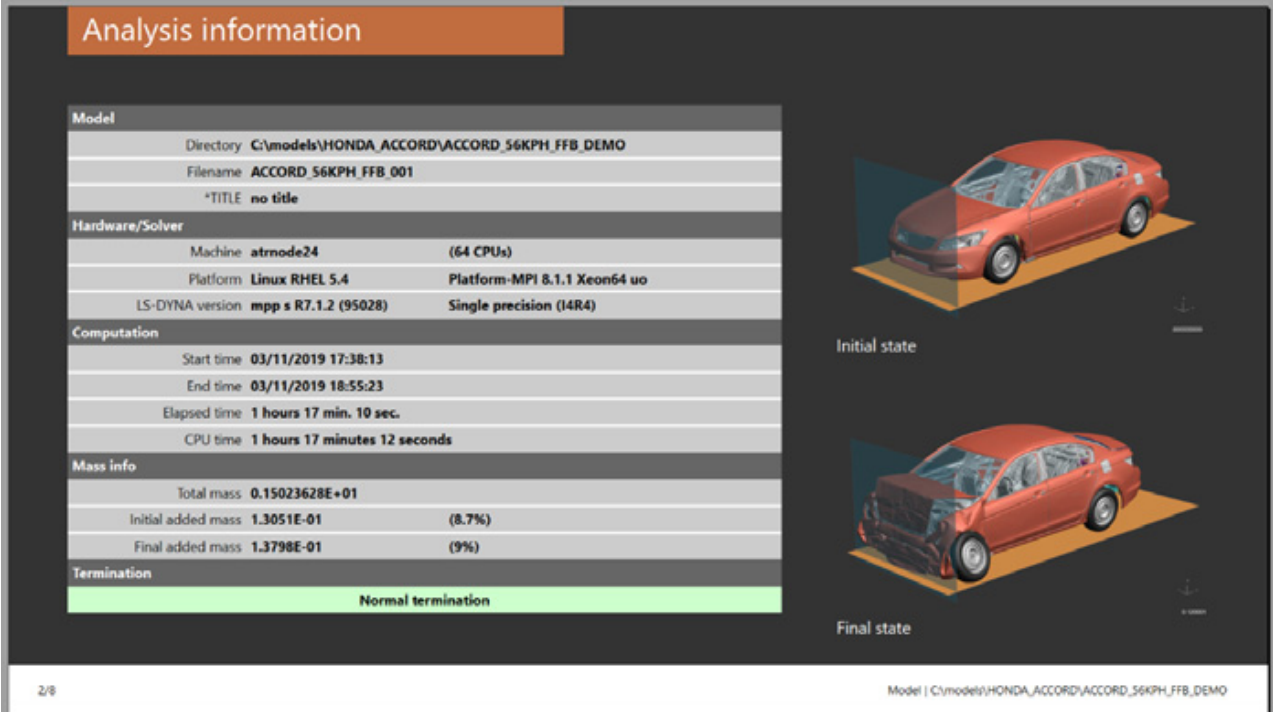 Analysis information
Model
Directory C:\models\HONDA_ACCORD\ACCORD_56KPH_FFB_DEMO
Filename ACCORD_56KPH_FFB_001
*TITLE no title
Hardware/Solver
Machine atrnode24 (64 CPUs)
Platform Linux RHEL 5.4 Platform-MPI 8.1.1 Xeon64 uo
LS-DYNA version mpp s R7.1.2 (95028) Single precision (I4R4)
Computation
Start time 03/11/2019 17:38:13
End time 03/11/2019 18:55:23
Elapsed time 1 hours 17 min. 10 sec.
CPU time 1 hours 17 minutes 12 seconds
Mass info
Total mass 0.15023628E+01
Initial added mass 1.3051E-01 (8.7%)
Final added mass 1.3798E-01 (9%)
Termination
Normal termination
Initial state
Final state
2/8
Model | C:\models\HONDA_ACCORD\ACCORD_56KPH_FFB_DEMO